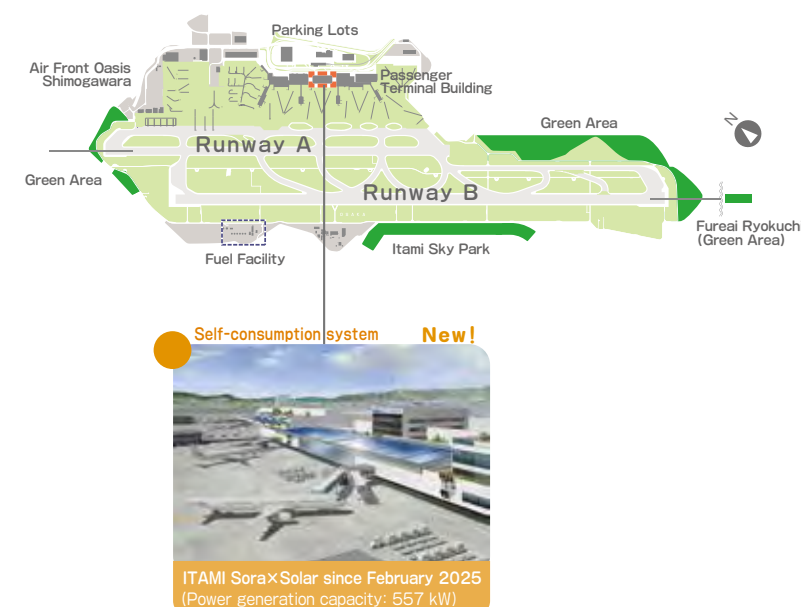 Parking Lots
Air Front Oasis
Shimogawara
Passenger
Terminal Building
Green Area
N
Runway A
Green Area
Runway B
Fureai Ryokuch
(Green Area)
Itami Sky Park
Fuel Facility
Self-consumption system
New!
ITAMI Sora×Solar since February 2025
(Power generation capacity: 557 kW)